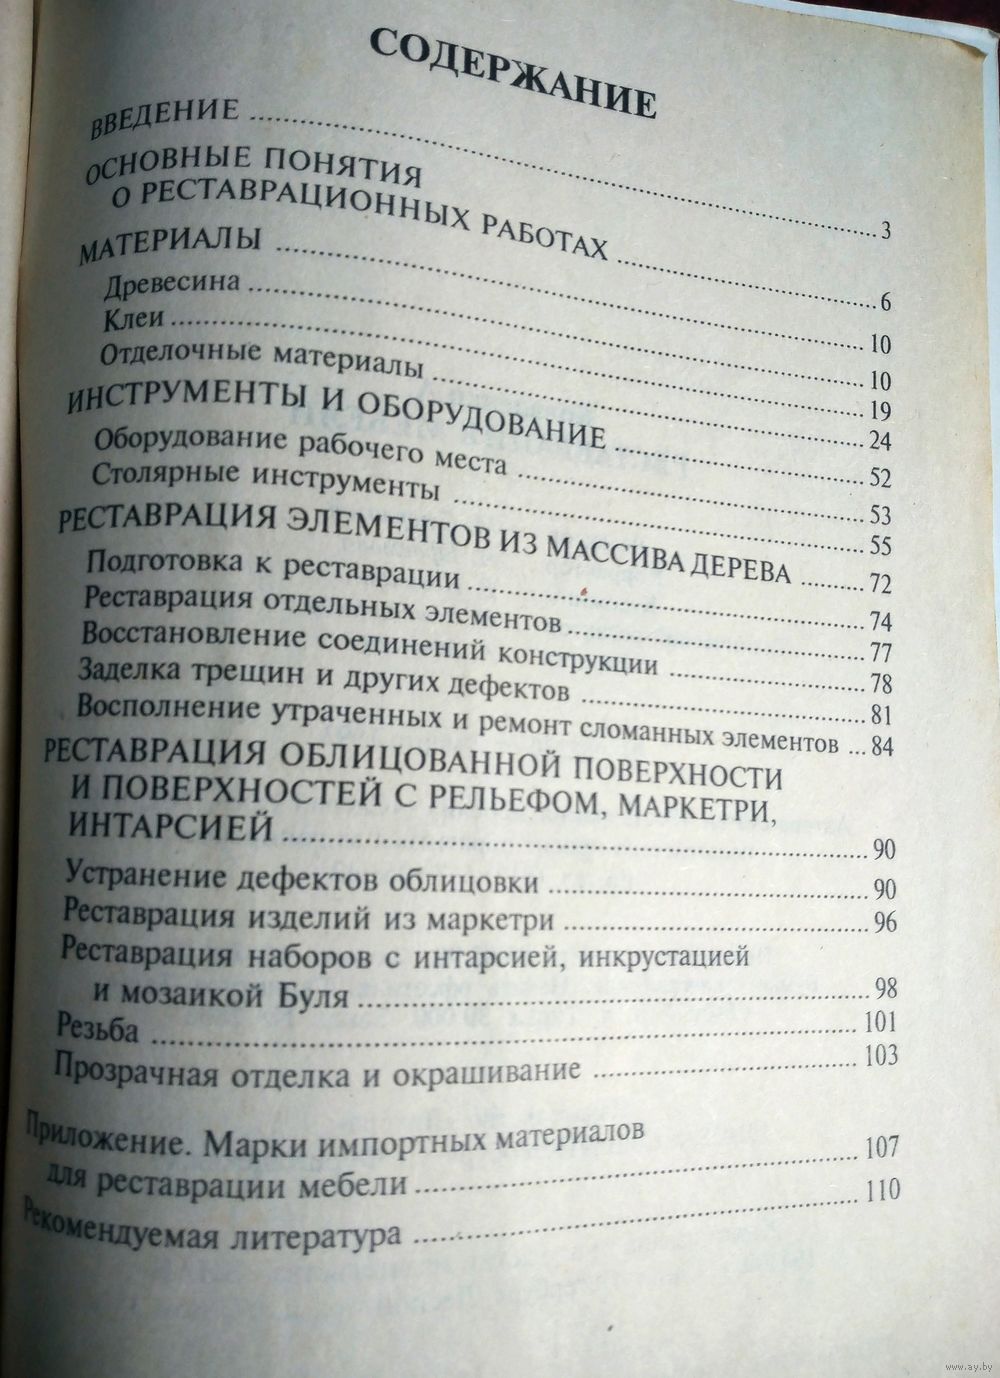 СОДЕРЖАНИЕ
ВВЕДЕНИЕ ........ 3
ОСНОВНЫЕ ПОНЯТИЯ
О РЕСТАВРАЦИОННЫХ РАБОТАХ ........ 6
МАТЕРИАЛЫ ........ 10
Древесина ........ 10
Клеи ........ 19
Отделочные материалы ........ 24
ИНСТРУМЕНТЫ И ОБОРУДОВАНИЕ ........ 52
Оборудование рабочего места ........ 53
Столярные инструменты ........ 55
РЕСТАВРАЦИЯ ЭЛЕМЕНТОВ ИЗ МАССИВА ДЕРЕВА ........ 72
Подготовка к реставрации ........ 74
Реставрация отдельных элементов ........ 77
Восстановление соединений конструкции ........ 78
Заделка трещин и других дефектов ........ 81
Восполнение утраченных и ремонт сломанных элементов ... 84
РЕСТАВРАЦИЯ ОБЛИЦОВАННОЙ ПОВЕРХНОСТИ
И ПОВЕРХНОСТЕЙ С РЕЛЬЕФОМ, МАРКЕТРИ,
ИНТАРСИЕЙ ........ 90
Устранение дефектов облицовки ........ 90
Реставрация изделий из маркетри ........ 96
Реставрация наборов с интарсией, инкрустацией
и мозаикой Буля ........ 98
Резьба ........ 101
Прозрачная отделка и окрашивание ........ 103
Приложение. Марки импортных материалов
для реставрации мебели ........ 107
Рекомендуемая литература ........ 110
www.ay.by